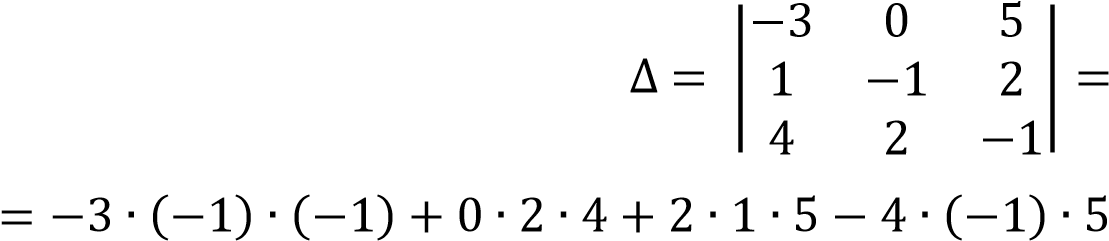 Δ = | −3 0 5 |
| 1 −1 2 | =
| 4 2 −1 |
= −3 · (−1) · (−1) + 0 · 2 · 4 + 2 · 1 · 5 − 4 · (−1) · 5